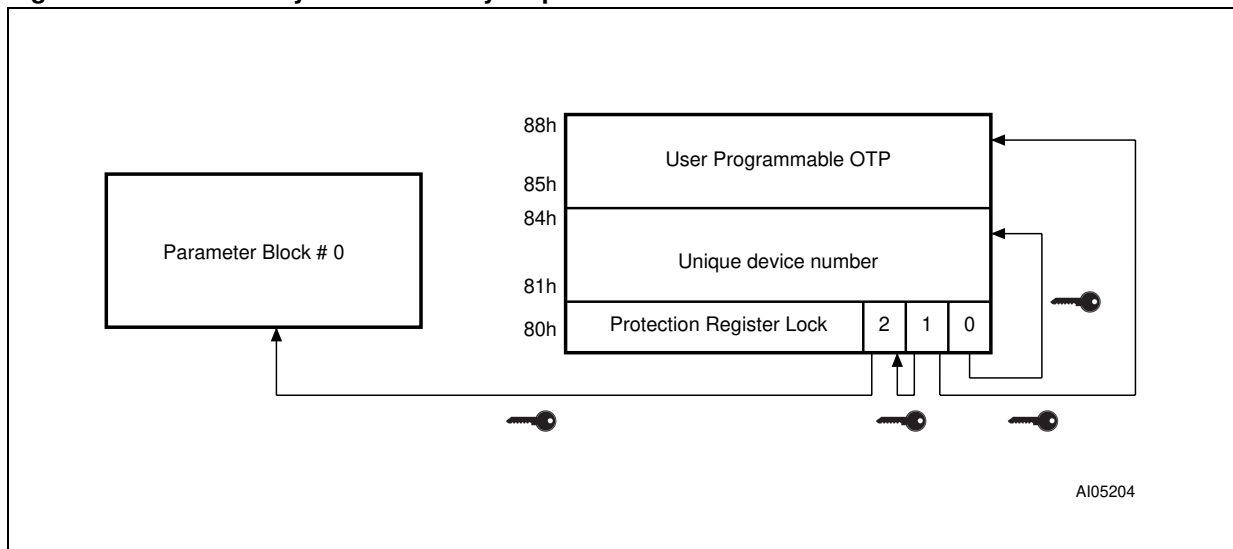 88h
User Programmable OTP
85h
84h
Parameter Block # 0
Unique device number
81h
80h
Protection Register Lock 2 1 0
AI05204